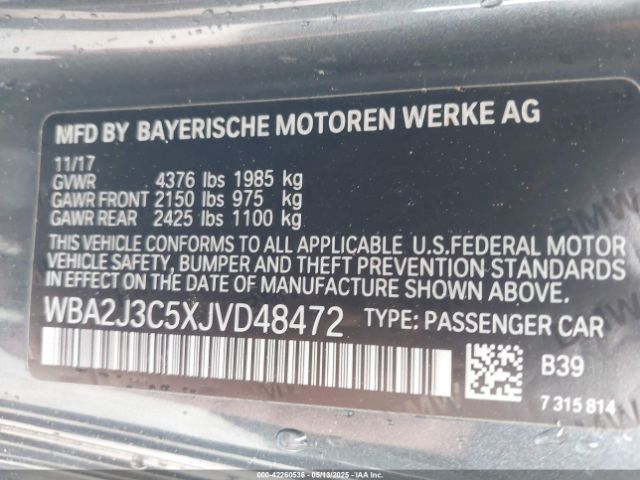 MFD BY BAYERISCHE MOTOREN WERKE AG
11/17
GVWR 4376 lbs 1985 kg
GAWR FRONT 2150 lbs 975 kg
GAWR REAR 2425 lbs 1100 kg
THIS VEHICLE CONFORMS TO ALL APPLICABLE U.S.FEDERAL MOTOR
VEHICLE SAFETY, BUMPER AND THEFT PREVENTION STANDARDS
IN EFFECT ON THE DATE OF MANUFACTURE SHOWN ABOVE.
WBA2J3C5XJVD48472 TYPE: PASSENGER CAR
B39
7 315 814
00-42260536 - 05/13/2025 - © IAA, Inc.